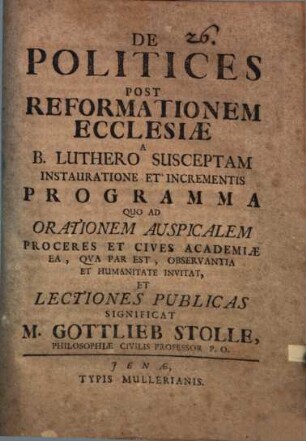 DE 26.
POLITICES
POST
REFORMATIONEM
ECCLESIÆ
A
B. LUTHERO SUSCEPTAM
INSTAURATIONE ET INCREMENTIS
PROGRAMMA
QUO AD
ORATIONEM AUSPICALEM
PROCERES ET CIVES ACADEMIÆ
EA, QVA PAR EST, OBSERVANTIA
ET HUMANITATE INVITAT,
ET
LECTIONES PUBLICAS
SIGNIFICAT
M. GOTTLIEB STOLLE,
PHILOSOPHIÆ CIVILIS PROFESSOR P. O.
JENÆ,
TYPIS MULLERIANIS.